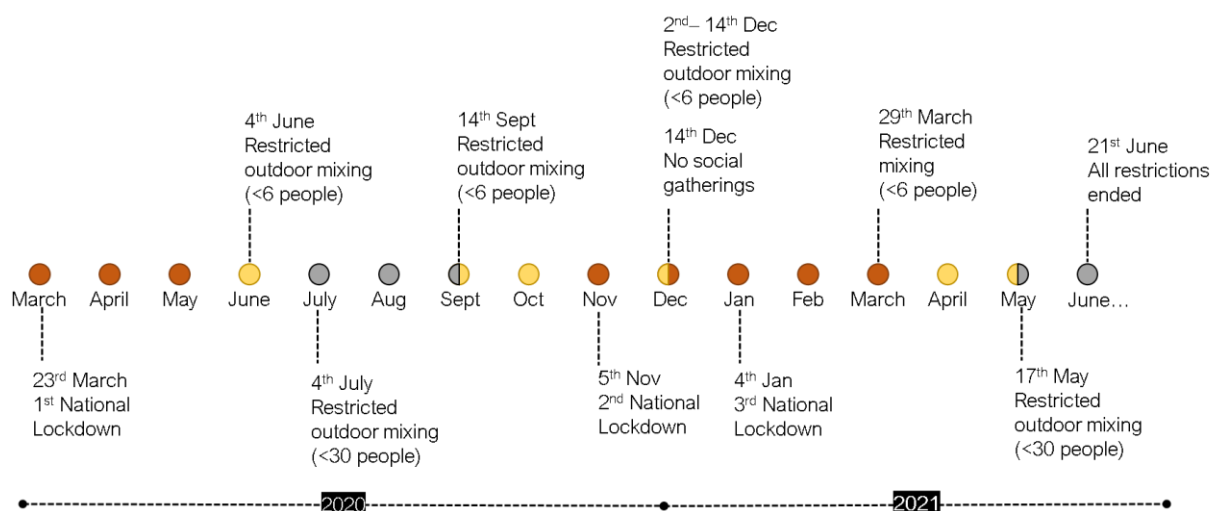 2nd– 14th Dec
Restricted
outdoor mixing
(<6 people)
4th June
Restricted
outdoor mixing
(<6 people)
14th Sept
Restricted
outdoor mixing
(<6 people)
14th Dec
No social
gatherings
29th March
Restricted
mixing
(<6 people)
21st June
All restrictions
ended
March April May June July Aug Sept Oct Nov Dec Jan Feb March April May June…
23rd March
1st National
Lockdown
4th July
Restricted
outdoor mixing
(<30 people)
5th Nov
2nd National
Lockdown
4th Jan
3rd National
Lockdown
17th May
Restricted
outdoor mixing
(<30 people)
2020 2021